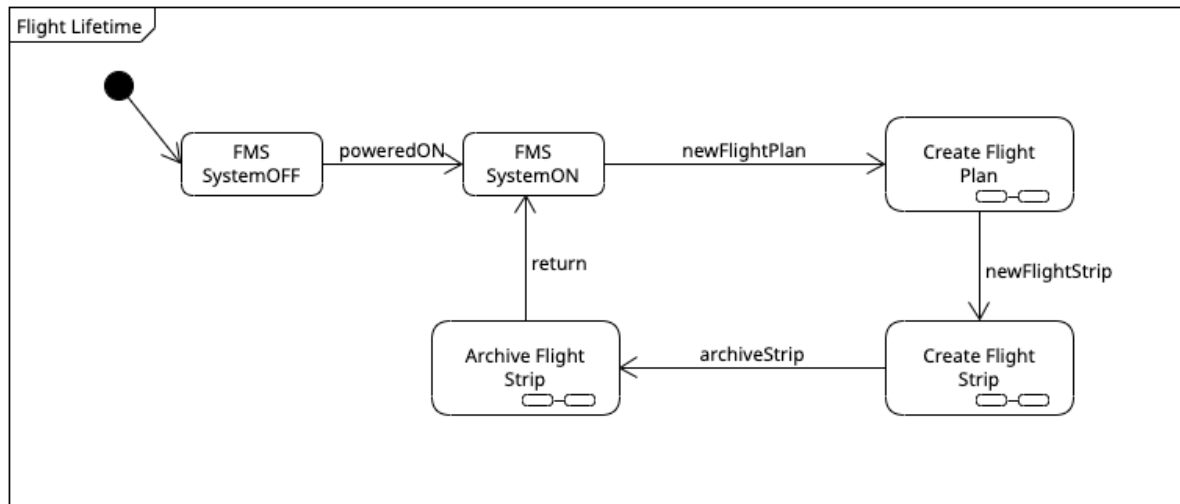 Flight Lifetime
FMS
SystemOFF
poweredON
FMS
SystemON
newFlightPlan
Create Flight
Plan
newFlightStrip
return
Archive Flight
Strip
archiveStrip
Create Flight
Strip